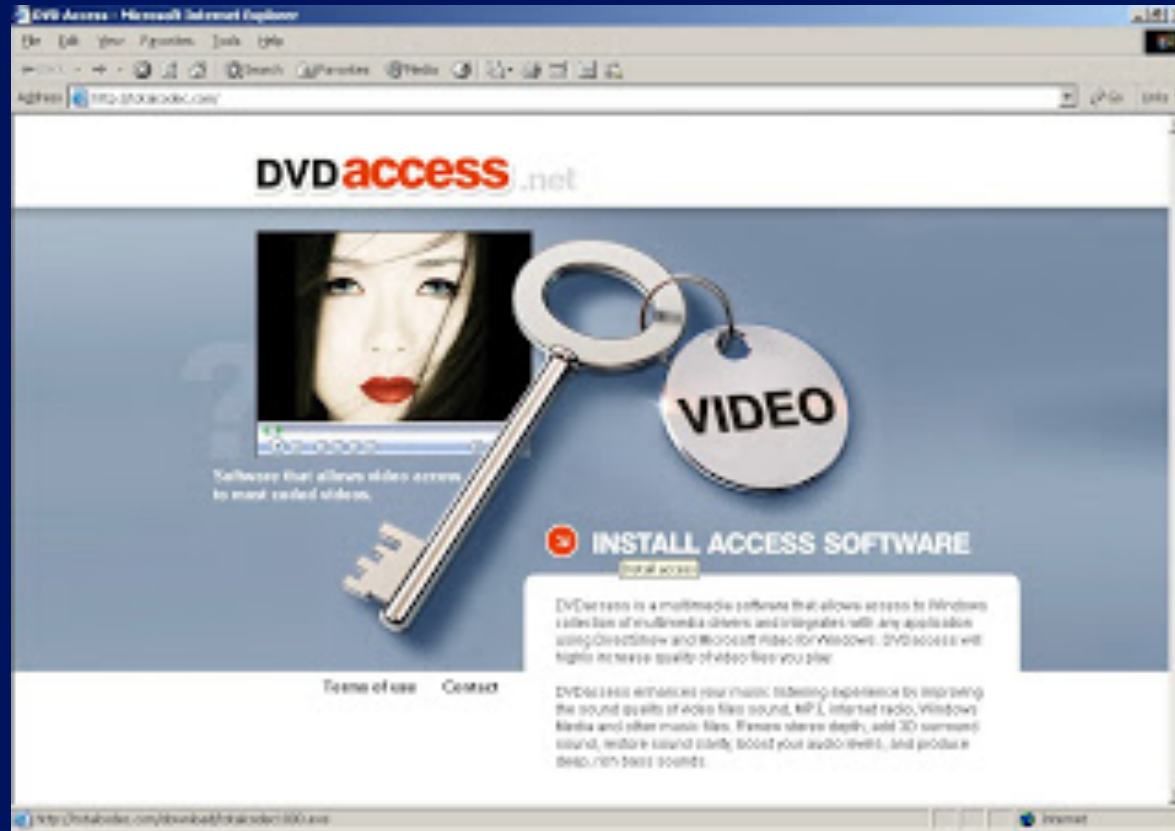 DVD Access - Microsoft Internet Explorer
File Edit View Favorites Tools Help
Search Favorites Media
Address http://totalcodec.com/ Go Links
DVDaccess.net
VIDEO
Software that allows video access
to most coded videos.
INSTALL ACCESS SOFTWARE
Install access
DVDaccess is a multimedia software that allows access to Windows
collection of multimedia drivers and integrates with any application
using DirectShow and Microsoft Video for Windows. DVDaccess will
highly increase quality of video files you play.
Terms of use Contact
DVDaccess enhances your music listening experience by improving
the sound quality of video files sound, MP3, internet radio, Windows
Media and other music files. Renew stereo depth, add 3D surround
sound, restore sound clarity, boost your audio levels, and produce
deep, rich bass sounds.
Internet